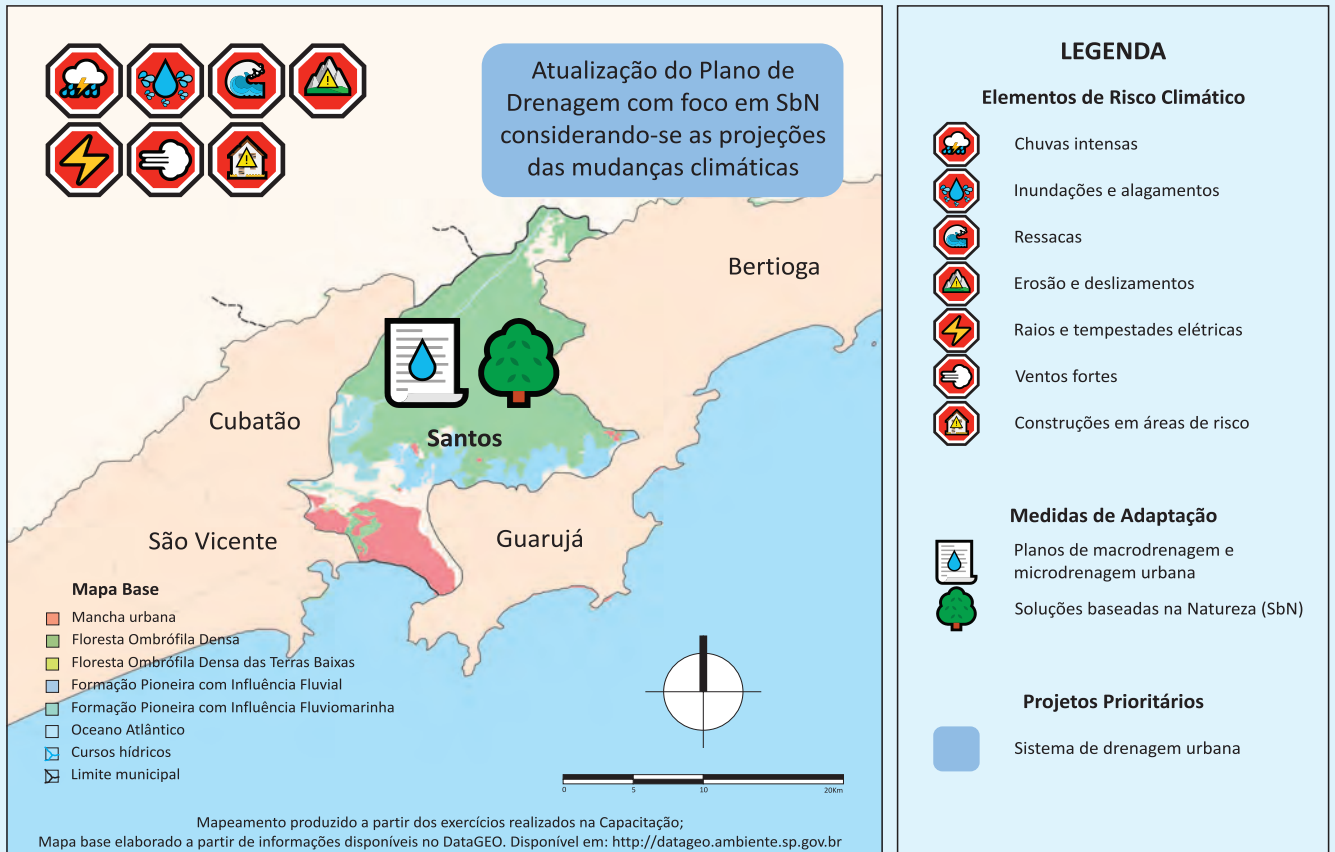 Atualização do Plano de
Drenagem com foco em SbN
considerando-se as projeções
das mudanças climáticas
Bertioga
Cubatão
Santos
São Vicente
Guarujá
Mapa Base
Mancha urbana
Floresta Ombrófila Densa
Floresta Ombrófila Densa das Terras Baixas
Formação Pioneira com Influência Fluvial
Formação Pioneira com Influência Fluviomarinha
Oceano Atlântico
Cursos hídricos
Limite municipal
0 5 10 20Km
Mapeamento produzido a partir dos exercícios realizados na Capacitação;
Mapa base elaborado a partir de informações disponíveis no DataGEO. Disponível em: http://datageo.ambiente.sp.gov.br
LEGENDA
Elementos de Risco Climático
Chuvas intensas
Inundações e alagamentos
Ressacas
Erosão e deslizamentos
Raios e tempestades elétricas
Ventos fortes
Construções em áreas de risco
Medidas de Adaptação
Planos de macrodrenagem e
microdrenagem urbana
Soluções baseadas na Natureza (SbN)
Projetos Prioritários
Sistema de drenagem urbana